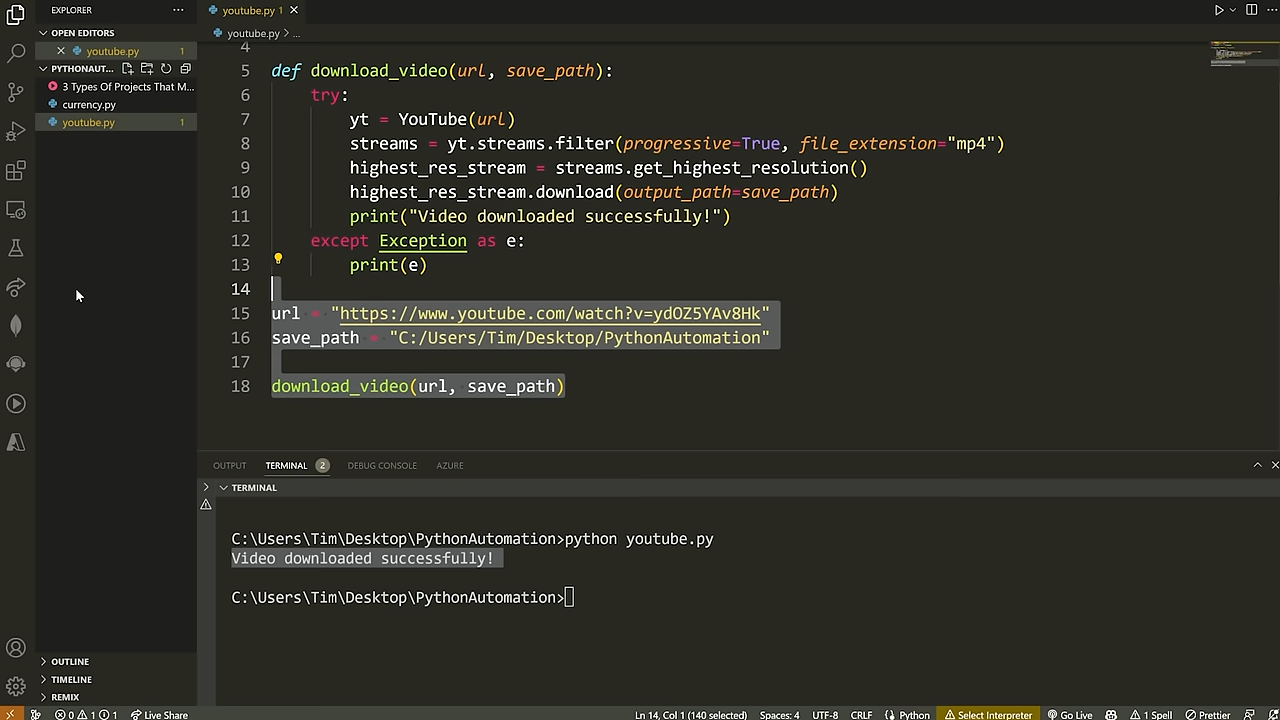 EXPLORER
OPEN EDITORS
youtube.py 1
PYTHONAUT...
3 Types Of Projects That M...
currency.py
youtube.py 1
OUTLINE
TIMELINE
REMIX
youtube.py 1
youtube.py > ...
4
5 def download_video(url, save_path):
6 try:
7 yt = YouTube(url)
8 streams = yt.streams.filter(progressive=True, file_extension="mp4")
9 highest_res_stream = streams.get_highest_resolution()
10 highest_res_stream.download(output_path=save_path)
11 print("Video downloaded successfully!")
12 except Exception as e:
13 print(e)
14
15 url = "https://www.youtube.com/watch?v=ydOZ5YAv8Hk"
16 save_path = "C:/Users/Tim/Desktop/PythonAutomation"
17
18 download_video(url, save_path)
OUTPUT TERMINAL 2 DEBUG CONSOLE AZURE
TERMINAL
C:\Users\Tim\Desktop\PythonAutomation>python youtube.py
Video downloaded successfully!
C:\Users\Tim\Desktop\PythonAutomation>
0 1 1 Live Share Ln 14, Col 1 (140 selected) Spaces: 4 UTF-8 CRLF Python Select Interpreter Go Live 1 Spell Prettier